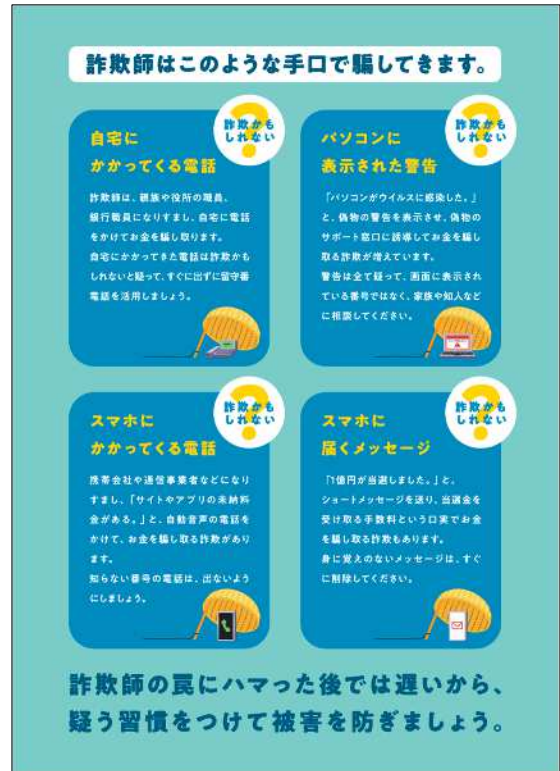 詐欺師はこのような手口で騙してきます。
詐欺かも
しれない
自宅に
かかってくる電話
詐欺師は、親族や役所の職員、
銀行職員になりすまし、自宅に電話
をかけてお金を騙し取ります。
自宅にかかってきた電話は詐欺かも
しれないと疑って、すぐに出ずに留守番
電話を活用しましょう。
詐欺かも
しれない
パソコンに
表示された警告
「パソコンがウイルスに感染した。」
と、偽物の警告を表示させ、偽物の
サポート窓口に誘導してお金を騙し
取る詐欺が増えています。
警告は全て疑って、画面に表示され
ている番号ではなく、家族や知人など
に相談してください。
詐欺かも
しれない
スマホに
かかってくる電話
携帯会社や通信事業者などになり
すまし、「サイトやアプリの未納料
金がある。」と、自動音声の電話を
かけて、お金を騙し取る詐欺があり
ます。
知らない番号の電話は、出ないよう
にしましょう。
詐欺かも
しれない
スマホに
届くメッセージ
「1億円が当選しました。」と、
ショートメッセージを送り、当選金を
受け取る手数料という口実でお金
を騙し取る詐欺もあります。
身に覚えのないメッセージは、すぐ
に削除してください。
詐欺師の罠にハマった後では遅いから、
疑う習慣をつけて被害を防ぎましょう。